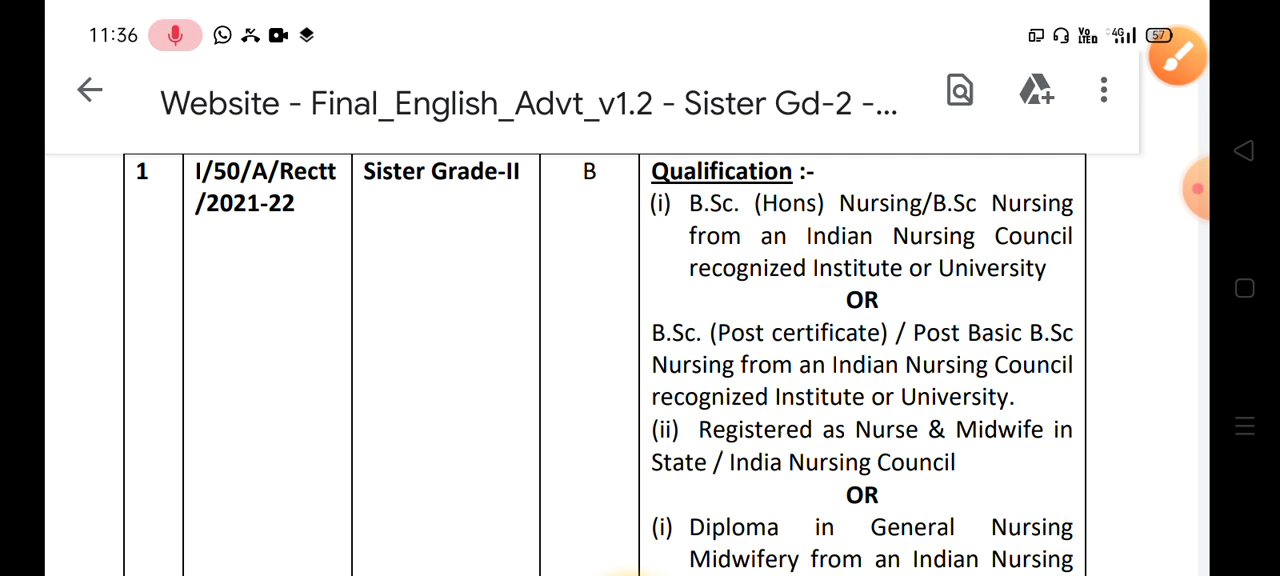 11:36
4G 57
Website - Final_English_Advt_v1.2 - Sister Gd-2 -...
1 I/50/A/Rectt Sister Grade-II B Qualification :-
/2021-22
(i) B.Sc. (Hons) Nursing/B.Sc Nursing
from an Indian Nursing Council
recognized Institute or University
OR
B.Sc. (Post certificate) / Post Basic B.Sc
Nursing from an Indian Nursing Council
recognized Institute or University.
(ii) Registered as Nurse & Midwife in
State / India Nursing Council
OR
(i) Diploma in General Nursing
Midwifery from an Indian Nursing